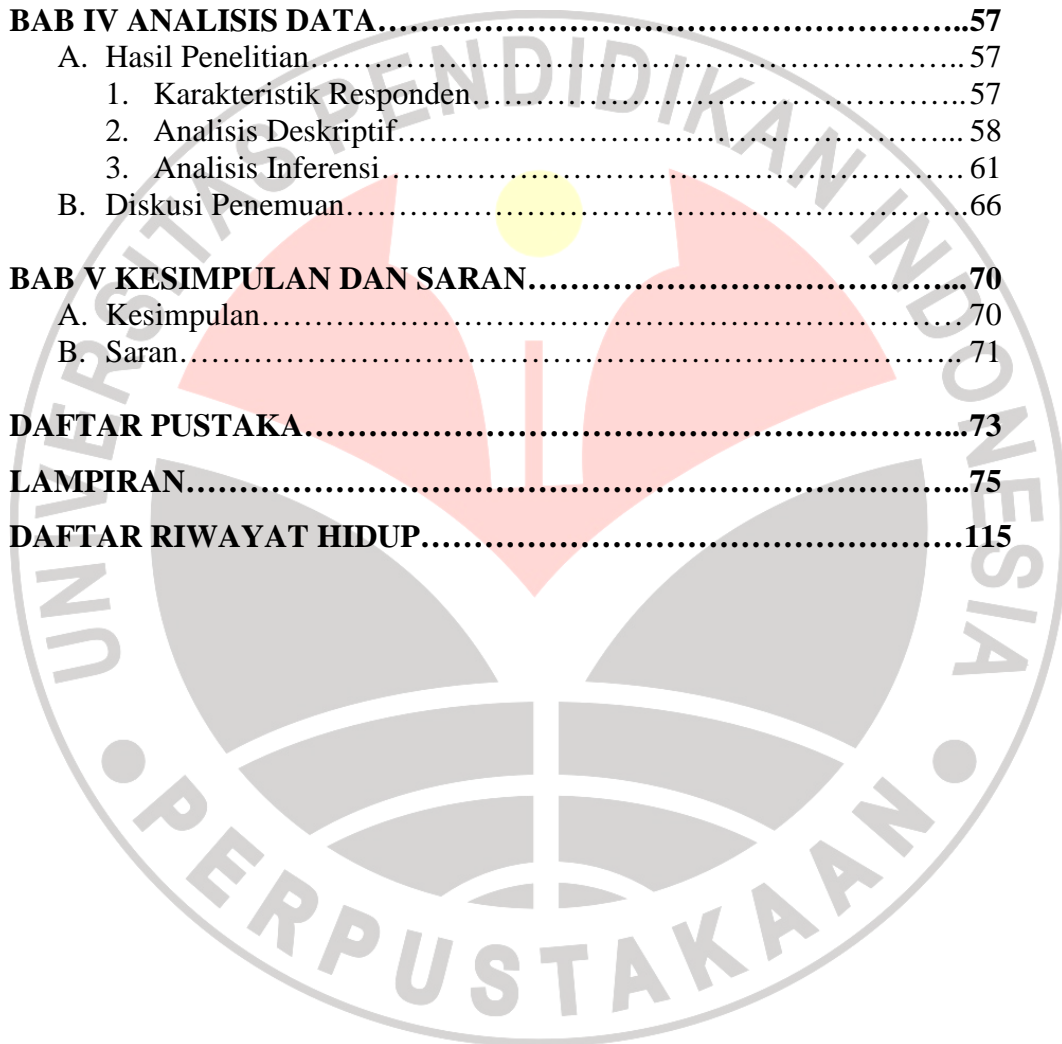 BAB IV ANALISIS DATA…………………………………………………..57
A. Hasil Penelitian………………………………………………………….. 57
1. Karakteristik Responden…………………………………………….. 57
2. Analisis Deskriptif…………………………………………………... 58
3. Analisis Inferensi……………………………………………………. 61
B. Diskusi Penemuan………………………………………………………..66
BAB V KESIMPULAN DAN SARAN……………………………………...70
A. Kesimpulan……………………………………………………………… 70
B. Saran…………………………………………………………………….. 71
DAFTAR PUSTAKA………………………………………………………...73
LAMPIRAN…………………………………………………………………..75
DAFTAR RIWAYAT HIDUP………………………………………………115
UNIVERSITAS PENDIDIKAN INDONESIA
PERPUSTAKAAN